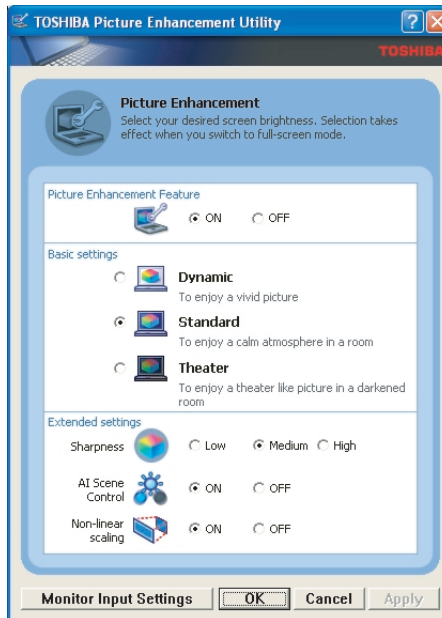 TOSHIBA Picture Enhancement Utility
TOSHIBA
Picture Enhancement
Select your desired screen brightness. Selection takes
effect when you switch to full-screen mode.
Picture Enhancement Feature
ON OFF
Basic settings
Dynamic
To enjoy a vivid picture
Standard
To enjoy a calm atmosphere in a room
Theater
To enjoy a theater like picture in a darkened
room
Extended settings
Sharpness Low Medium High
AI Scene
Control ON OFF
Non-linear
scaling ON OFF
Monitor Input Settings OK Cancel Apply